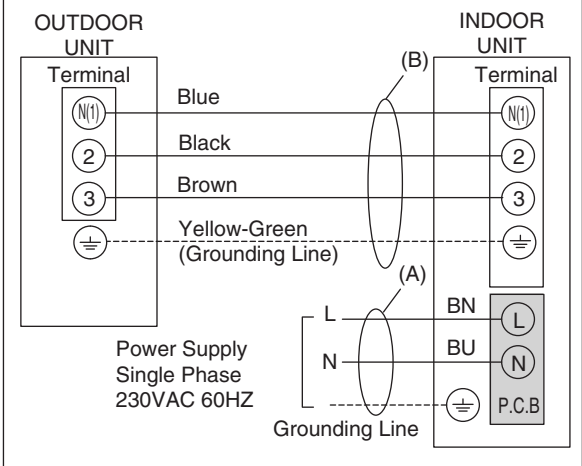 OUTDOOR
UNIT
Terminal
N(1)
2
3
INDOOR
UNIT
Terminal
N(1)
2
3
(B)
Blue
Black
Brown
Yellow-Green
(Grounding Line)
(A)
L
N
BN
BU
L
N
P.C.B
Power Supply
Single Phase
230VAC 60HZ
Grounding Line